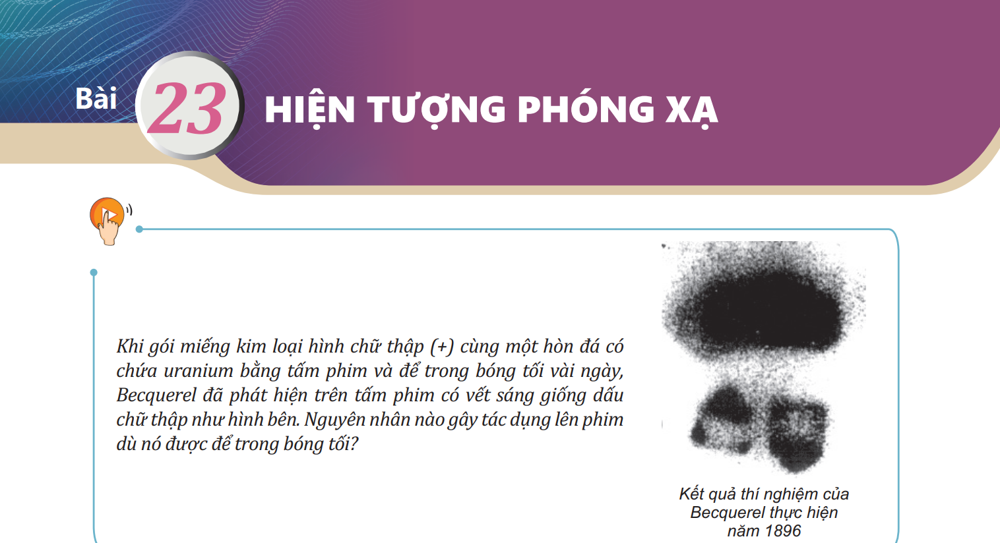 Bài 23 HIỆN TƯỢNG PHÓNG XẠ
Khi gói miếng kim loại hình chữ thập (+) cùng một hòn đá có
chứa uranium bằng tấm phim và để trong bóng tối vài ngày,
Becquerel đã phát hiện trên tấm phim có vết sáng giống dấu
chữ thập như hình bên. Nguyên nhân nào gây tác dụng lên phim
dù nó được để trong bóng tối?
Kết quả thí nghiệm của
Becquerel thực hiện
năm 1896